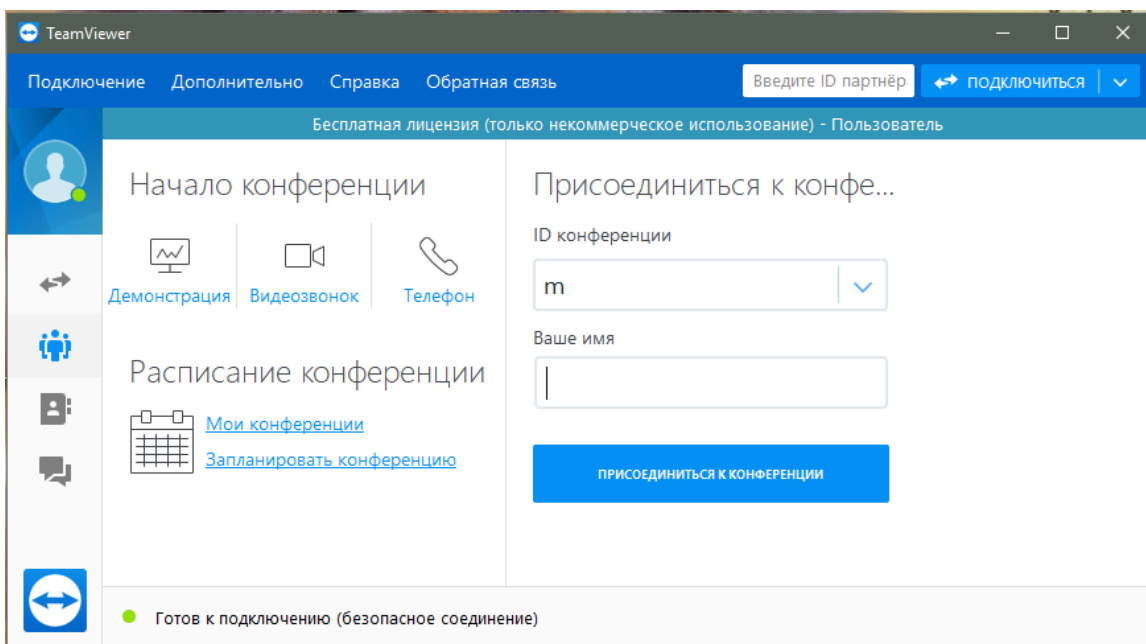 TeamViewer
Подключение Дополнительно Справка Обратная связь
Введите ID партнёр
ПОДКЛЮЧИТЬСЯ
Бесплатная лицензия (только некоммерческое использование) - Пользователь
Начало конференции
Демонстрация Видеозвонок Телефон
Расписание конференции
Мои конференции
Запланировать конференцию
Присоединиться к конфе...
ID конференции
m
Ваше имя
ПРИСОЕДИНИТЬСЯ К КОНФЕРЕНЦИИ
Готов к подключению (безопасное соединение)